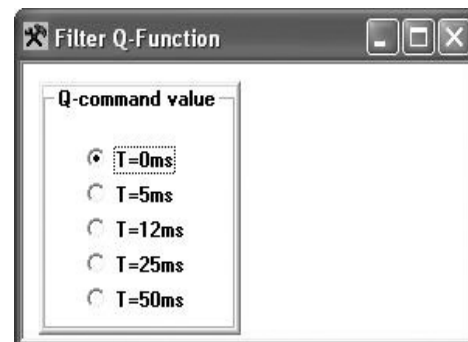 Filter Q-Function
Q-command value
T=0ms
T=5ms
T=12ms
T=25ms
T=50ms